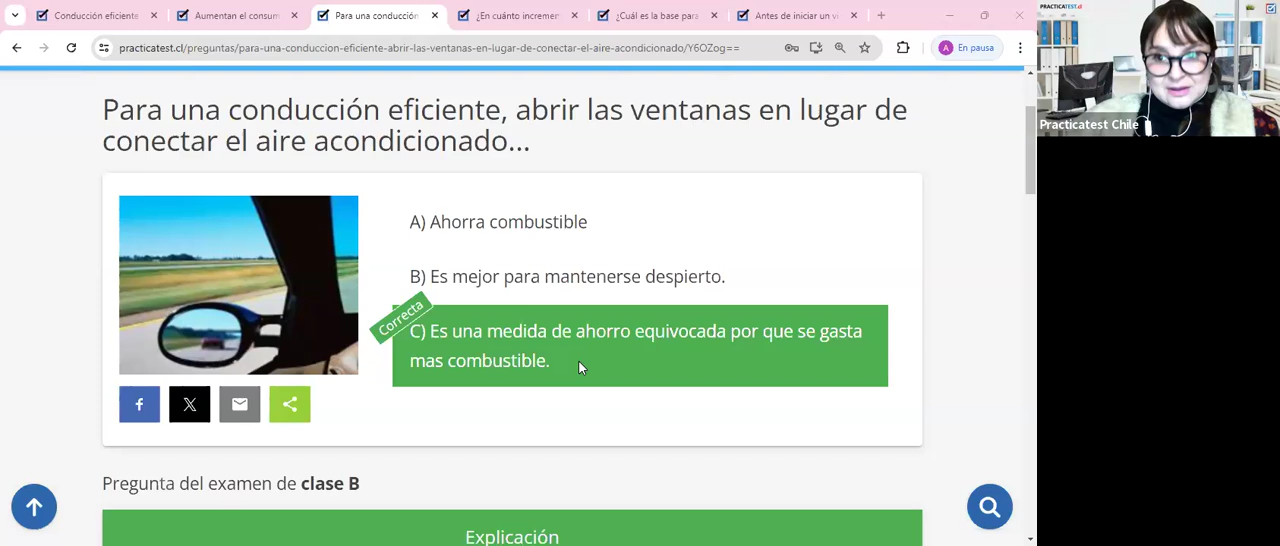 Conducción eficiente
Aumentan el consum
Para una conducción
¿En cuánto incremen
¿Cuál es la base para
Antes de iniciar un v
practicatest.cl/preguntas/para-una-conduccion-eficiente-abrir-las-ventanas-en-lugar-de-conectar-el-aire-acondicionado/Y6OZog==
A
En pausa
PRACTICATEST.cl
Practicatest Chile
Para una conducción eficiente, abrir las ventanas en lugar de
conectar el aire acondicionado...
A) Ahorra combustible
B) Es mejor para mantenerse despierto.
Correcta
C) Es una medida de ahorro equivocada por que se gasta
mas combustible.
Pregunta del examen de clase B
Explicación